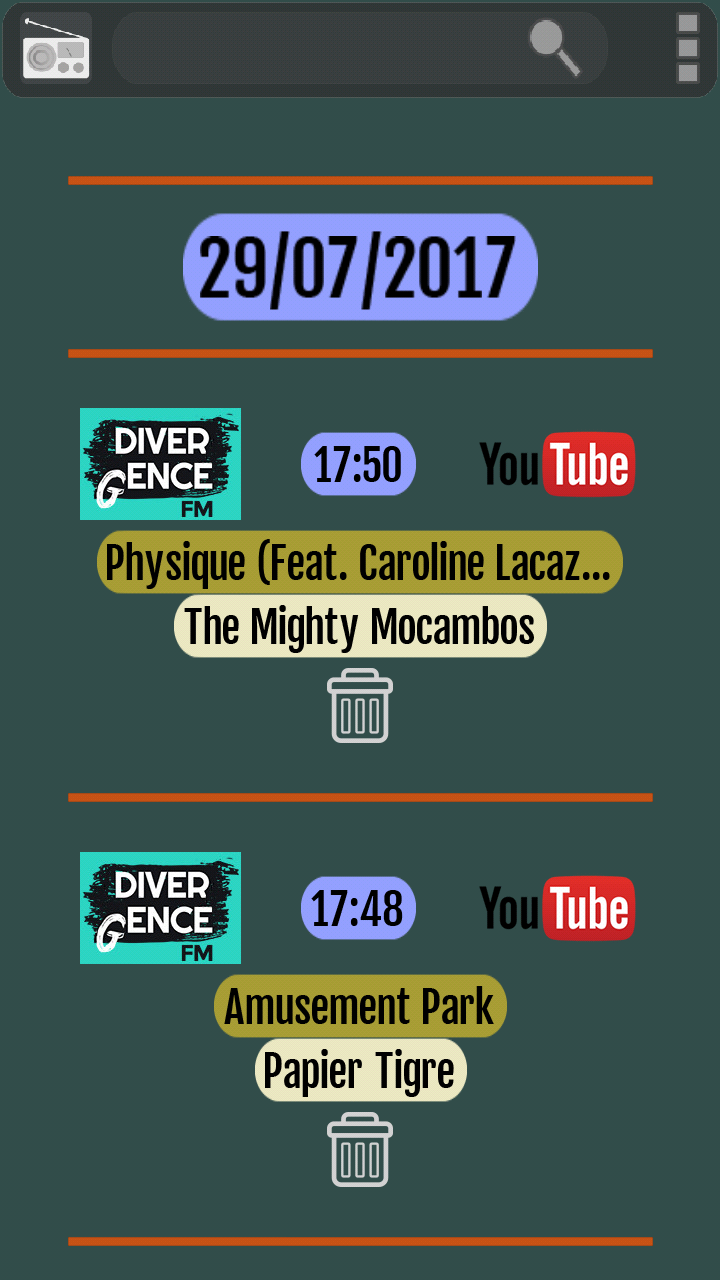 29/07/2017
DIVER
GENCE
FM
17:50
YouTube
Physique (Feat. Caroline Lacaz...
The Mighty Mocambos
DIVER
GENCE
FM
17:48
YouTube
Amusement Park
Papier Tigre